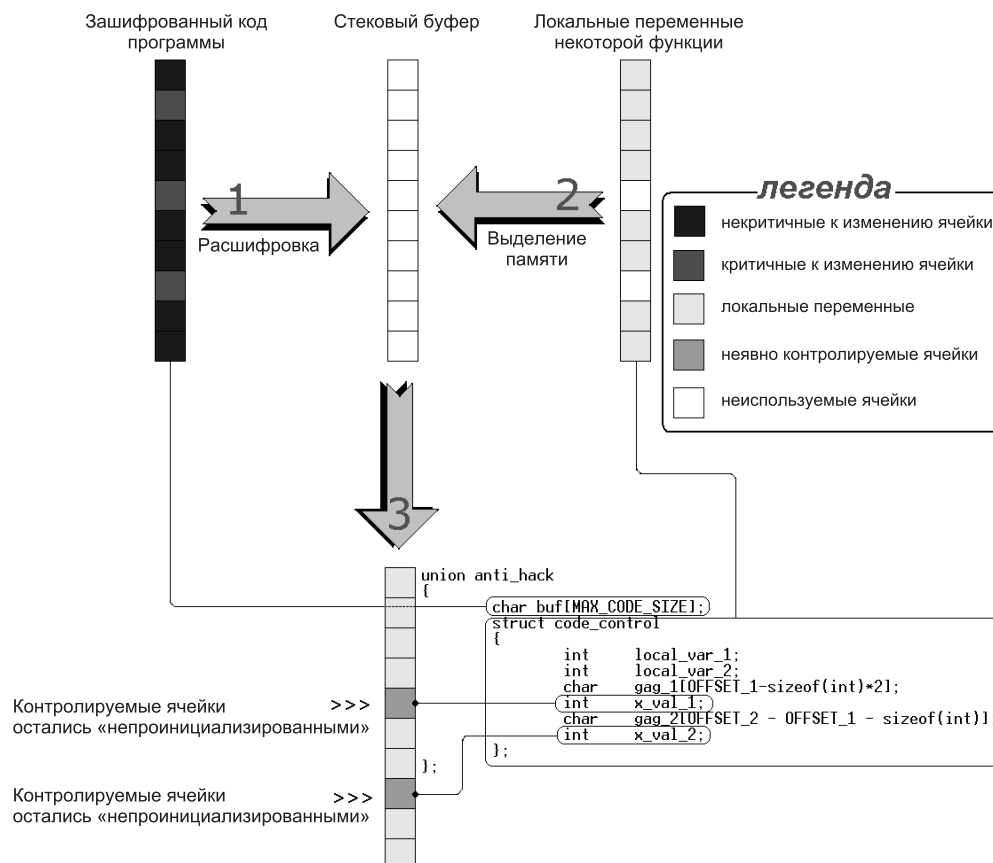 Зашифрованный код
программы
Стековый буфер
Локальные переменные
некоторой функции
1
Расшифровка
2
Выделение
памяти
легенда
некритичные к изменению ячейки
критичные к изменению ячейки
локальные переменные
неявно контролируемые ячейки
неиспользуемые ячейки
3
union anti_hack
{
char buf[MAX_CODE_SIZE];
struct code_control
{
int local_var_1;
int local_var_2;
char gag_1[OFFSET_1-sizeof(int)*2];
int x_val_1;
char gag_2[OFFSET_2 - OFFSET_1 - sizeof(int)];
int x_val_2;
};
};
Контролируемые ячейки >>>
остались «непроинициализированными»
Контролируемые ячейки >>>
остались «непроинициализированными»